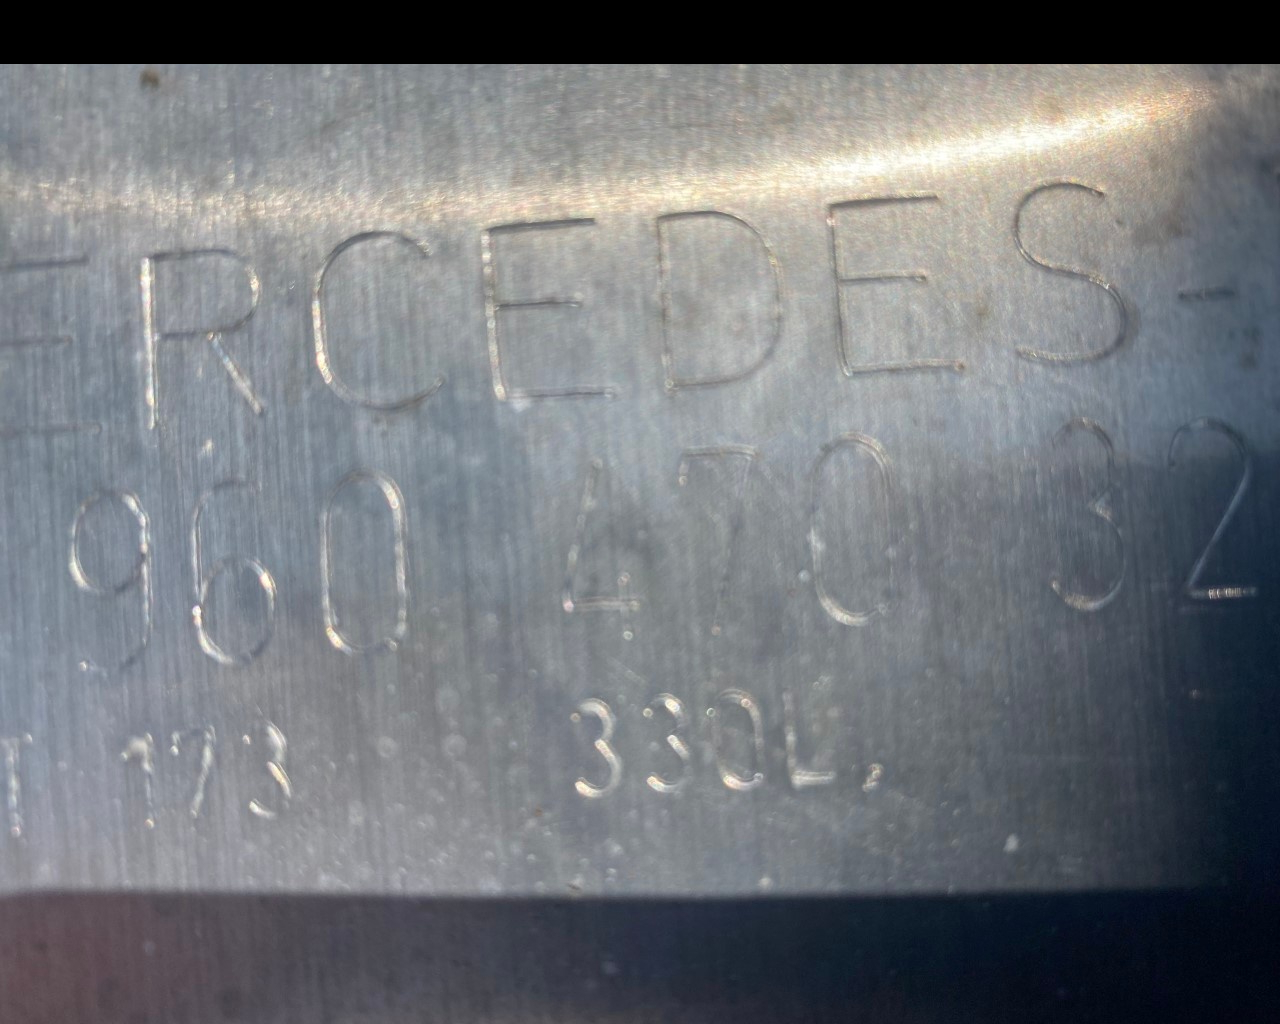 ERCEDES-
960 470 32
T 173 330L,